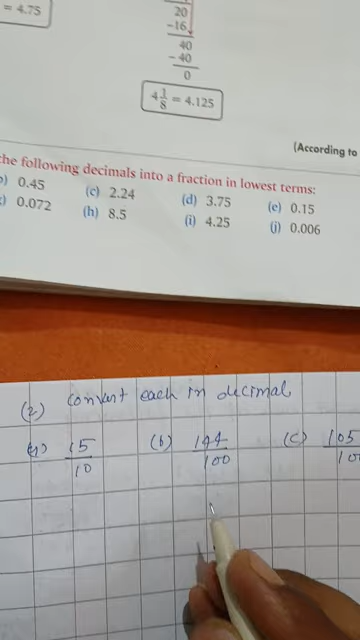 = 4.75
20
-16
40
- 40
0
4 1/8 = 4.125
(According to
the following decimals into a fraction in lowest terms:
0.45 (c) 2.24 (d) 3.75 (e) 0.15
0.072 (h) 8.5 (i) 4.25 (j) 0.006
(2) convert each in decimal
(a) 15/10 (b) 144/100 (c) 105/10